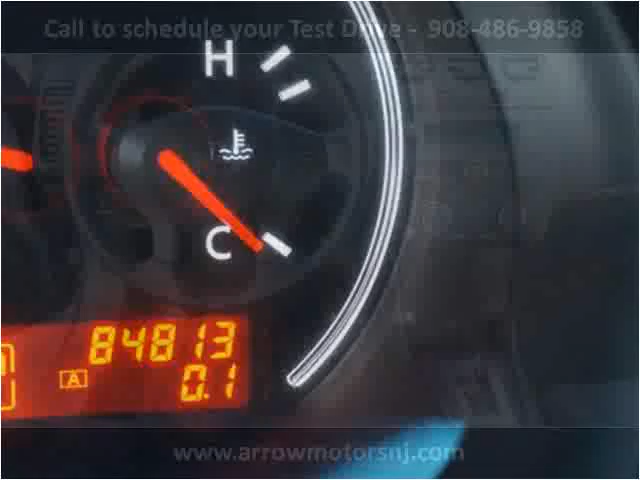 Call to schedule your Test Drive - 908-486-9858
H
C
84813
A 0.1
www.arrowmotorsnj.com